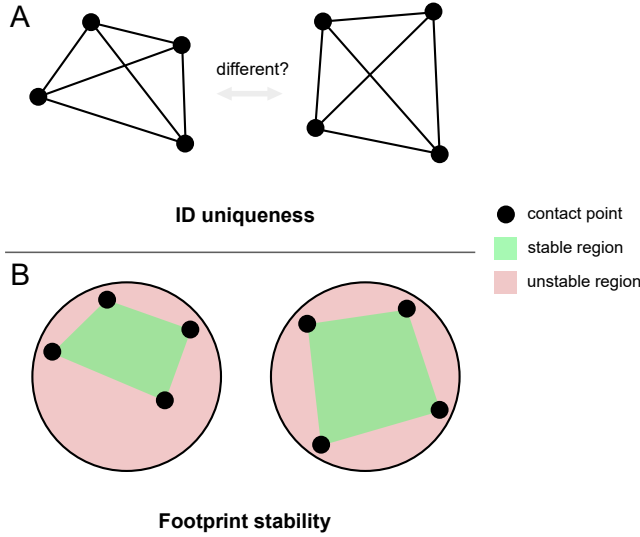 A
different?
ID uniqueness
contact point
stable region
unstable region
B
Footprint stability